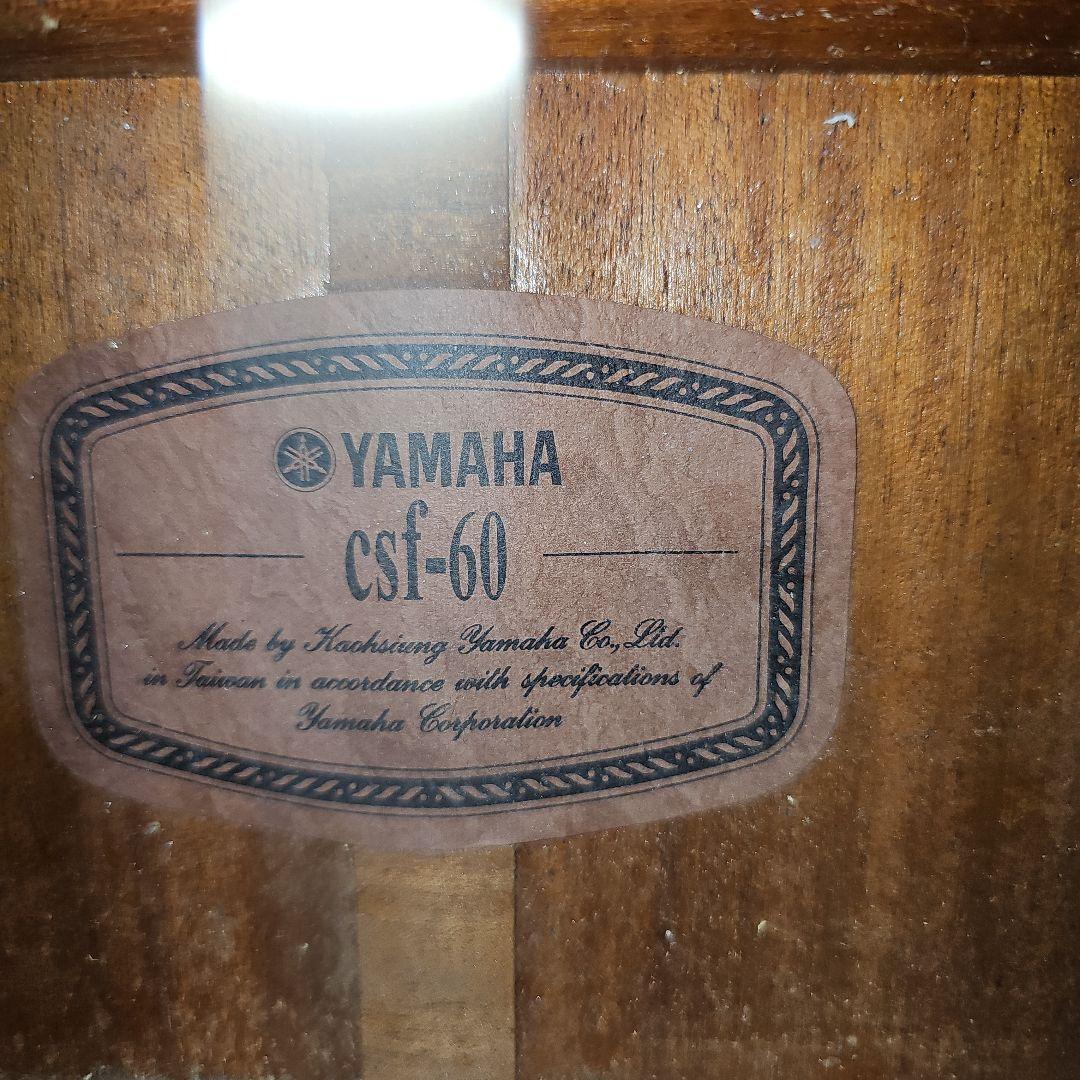 YAMAHA
csf-60
Made by Kaohsiung Yamaha Co., Ltd.
in Taiwan in accordance with specifications of
Yamaha Corporation